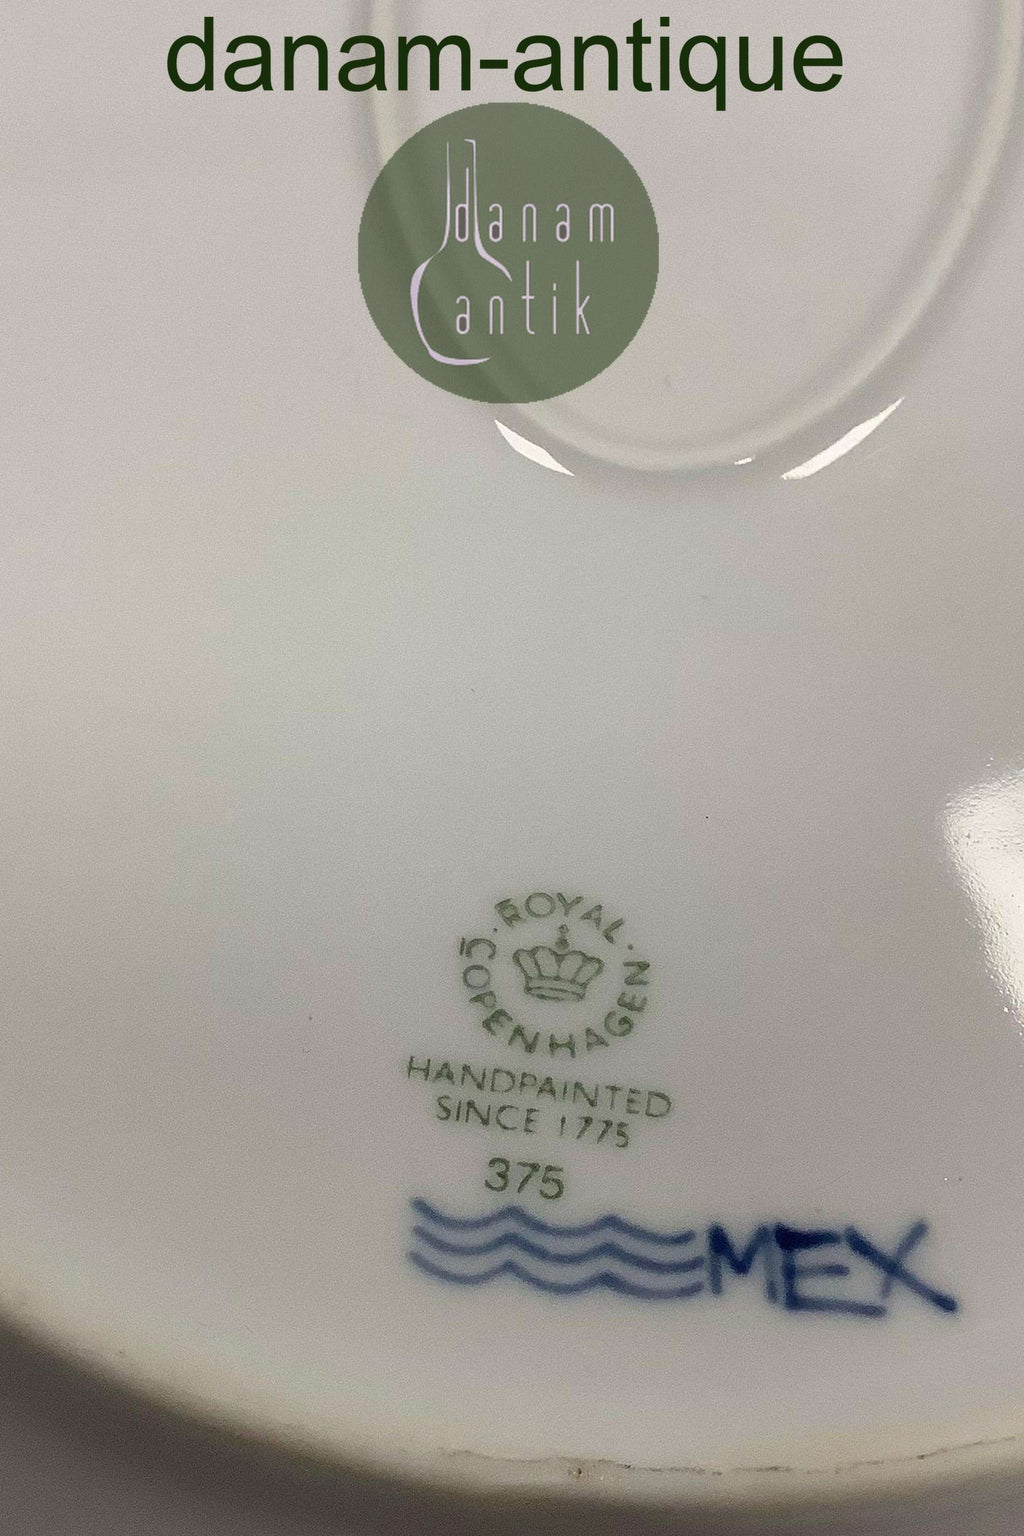 danam-antique
danam
antik
ROYAL
COPENHAGEN
HANDPAINTED
SINCE 1775
375
MEX